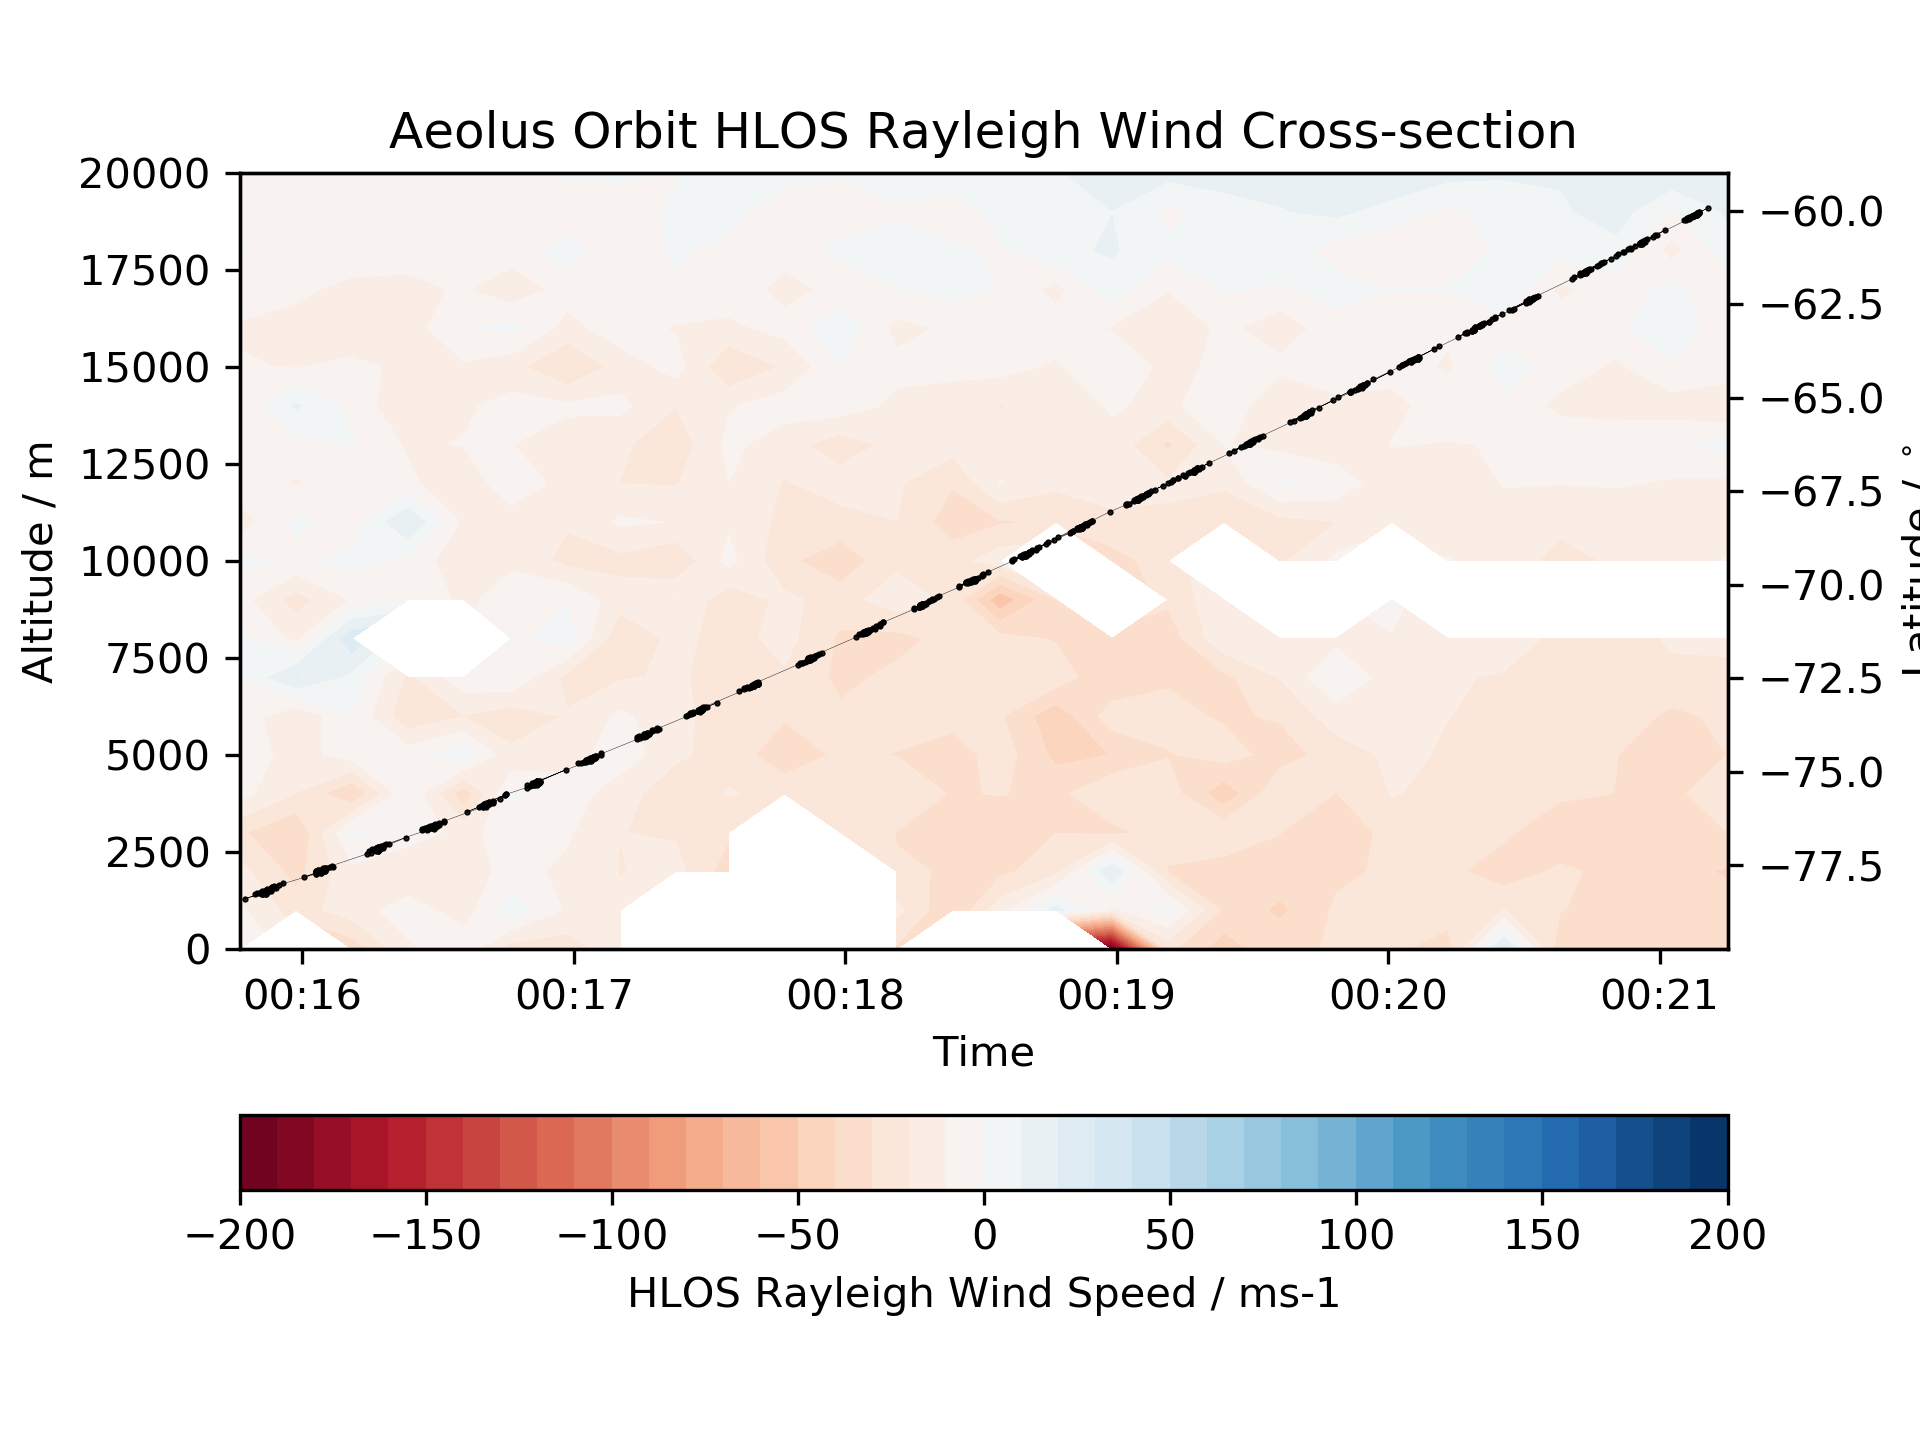 Aeolus Orbit HLOS Rayleigh Wind Cross-section
20000
17500
15000
12500
10000
7500
5000
2500
0
Altitude / m
−60.0
−62.5
−65.0
−67.5
−70.0
−72.5
−75.0
−77.5
Latitude / °
00:16 00:17 00:18 00:19 00:20 00:21
Time
−200 −150 −100 −50 0 50 100 150 200
HLOS Rayleigh Wind Speed / ms-1